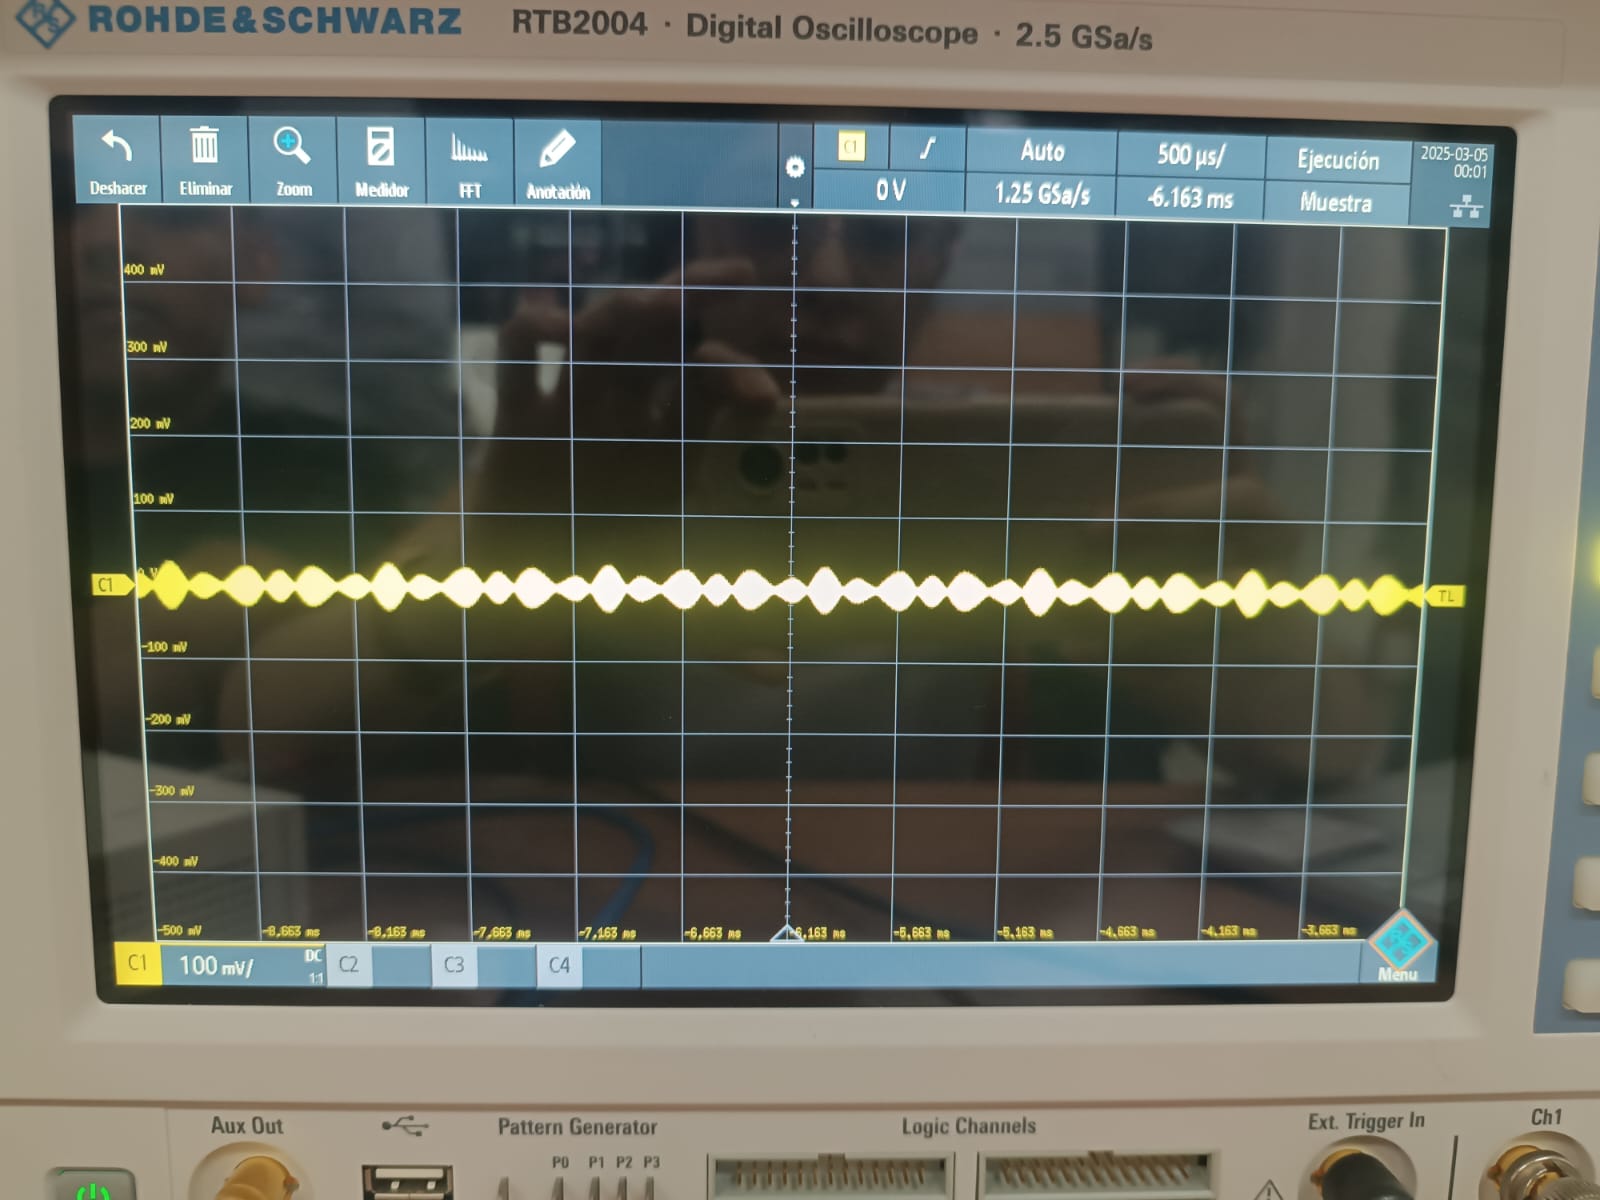 ROHDE & SCHWARZ RTB2004 · Digital Oscilloscope · 2.5 GSa/s
Deshacer Eliminar Zoom Medidor FFT Anotación
C1 Auto 500 µs/ Ejecución 2025-03-05
00:01
0 V 1.25 GSa/s -6.163 ms Muestra
400 mV
300 mV
200 mV
100 mV
C1 0 V TL
-100 mV
-200 mV
-300 mV
-400 mV
-500 mV -8,663 ms -8,163 ms -7,663 ms -7,163 ms -6,663 ms -6,163 ms -5,663 ms -5,163 ms -4,663 ms -4,163 ms -3,663 ms
C1 100 mV/ DC 1:1 C2 C3 C4 Menu
Aux Out Pattern Generator Logic Channels Ext. Trigger In Ch1
P0 P1 P2 P3